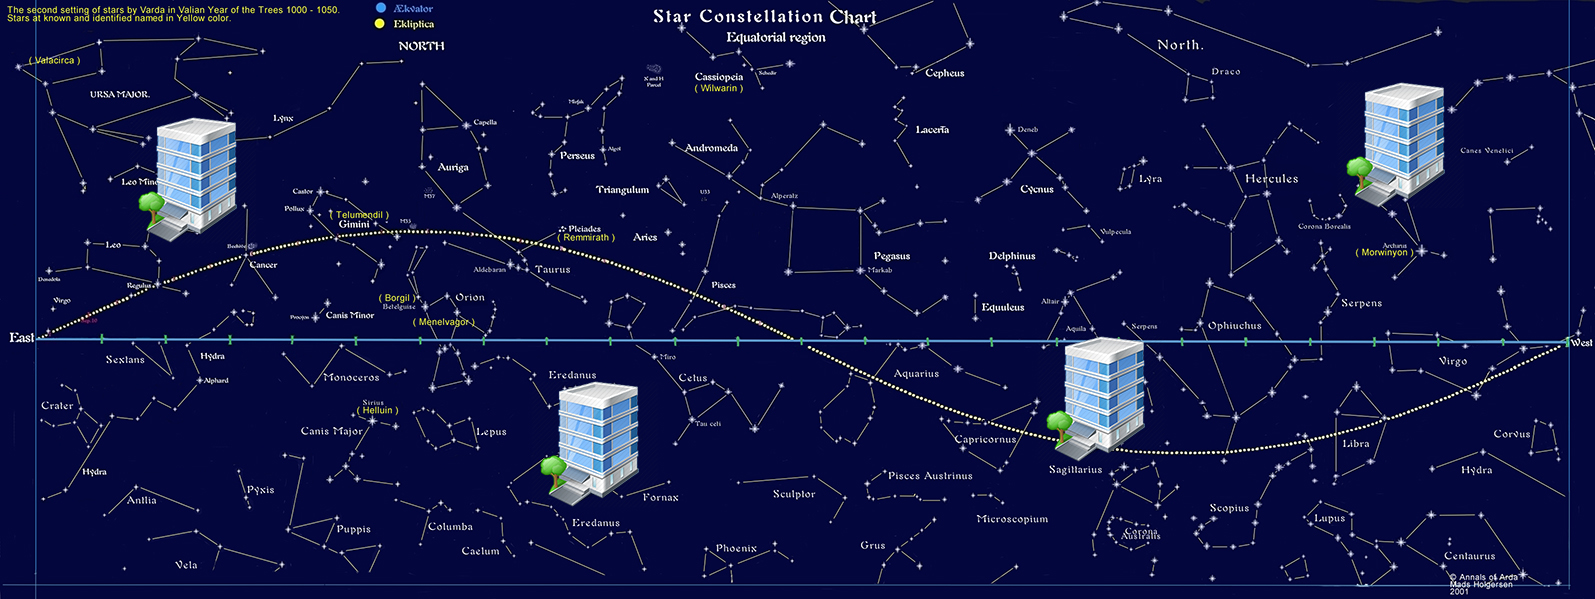 The second setting of stars by Varda in Valian Year of the Trees 1000 - 1050.
Stars at known and identified named in Yellow color.
Ækvator
Ekliptica
NORTH
Star Constellation Chart
Equatorial region
North.
( Valacirca )
URSA MAJOR.
Lynx
Capella
Auriga
M37
Mirfak
Perseus
Algol
X and H
Parcel
Cassiopeia
( Wilwarin )
Schedir
Cepheus
Lacerta
Andromeda
Triangulum
Alperatz
Deneb
Cycnus
Lyra
Draco
Hercules
Canes Venetici
Corona Borealis
Arcturus
( Morwinyon )
Leo Mino
Castor
Pollux
( Telumendil )
Gimini
M35
Pleiades
( Remmirath )
Aries
Pegasus
Markab
Delphinus
Vulpecula
Leo
Denebola
Regulus
Cancer
Aldebaran
Taurus
Pisces
Equuleus
Altair
Aquila
Serpens
Ophiuchus
Serpens
Virgo
( Borgil )
Betelguise
Orion
( Menelvagor )
Procyon
Canis Minor
East
West
Sextans
Hydra
Alphard
Monoceros
Eredanus
Miro
Cetus
Tau ceti
Aquarius
Virgo
Crater
Sirius
( Helluin )
Canis Major
Lepus
Capricornus
Sagittarius
Libra
Corvus
Hydra
Hydra
Antlia
Pyxis
Puppis
Vela
Columba
Caelum
Eredanus
Fornax
Sculptor
Phoenix
Pisces Austrinus
Microscopium
Grus
Corona
Australis
Scopius
Lupus
Centaurus
© Annals of Arda
Mads Holgersen
2001